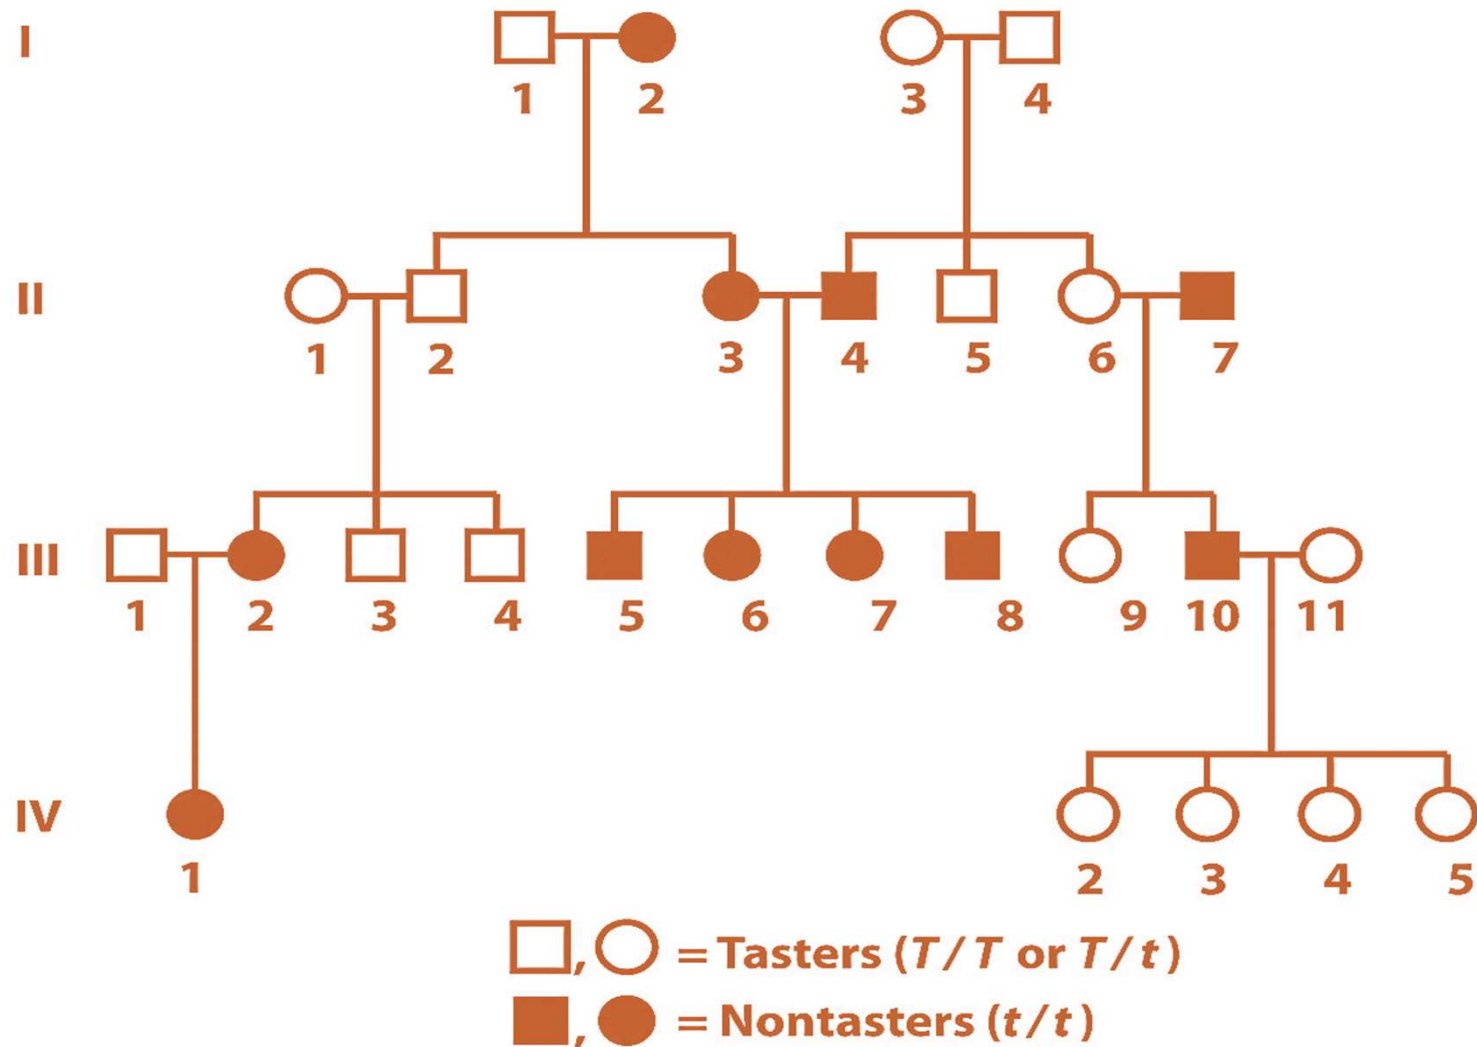 I
1 2 3 4
II
1 2 3 4 5 6 7
III
1 2 3 4 5 6 7 8 9 10 11
IV
1 2 3 4 5
, = Tasters (T/T or T/t)
, = Nontasters (t/t)